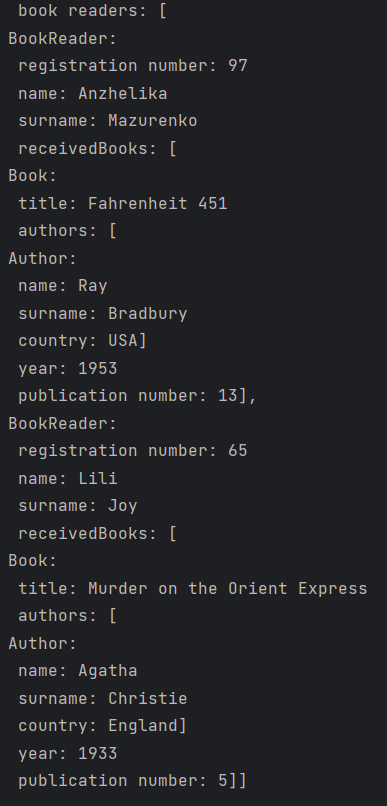 book readers: [
BookReader:
registration number: 97
name: Anzhelika
surname: Mazurenko
receivedBooks: [
Book:
title: Fahrenheit 451
authors: [
Author:
name: Ray
surname: Bradbury
country: USA]
year: 1953
publication number: 13],
BookReader:
registration number: 65
name: Lili
surname: Joy
receivedBooks: [
Book:
title: Murder on the Orient Express
authors: [
Author:
name: Agatha
surname: Christie
country: England]
year: 1933
publication number: 5]]